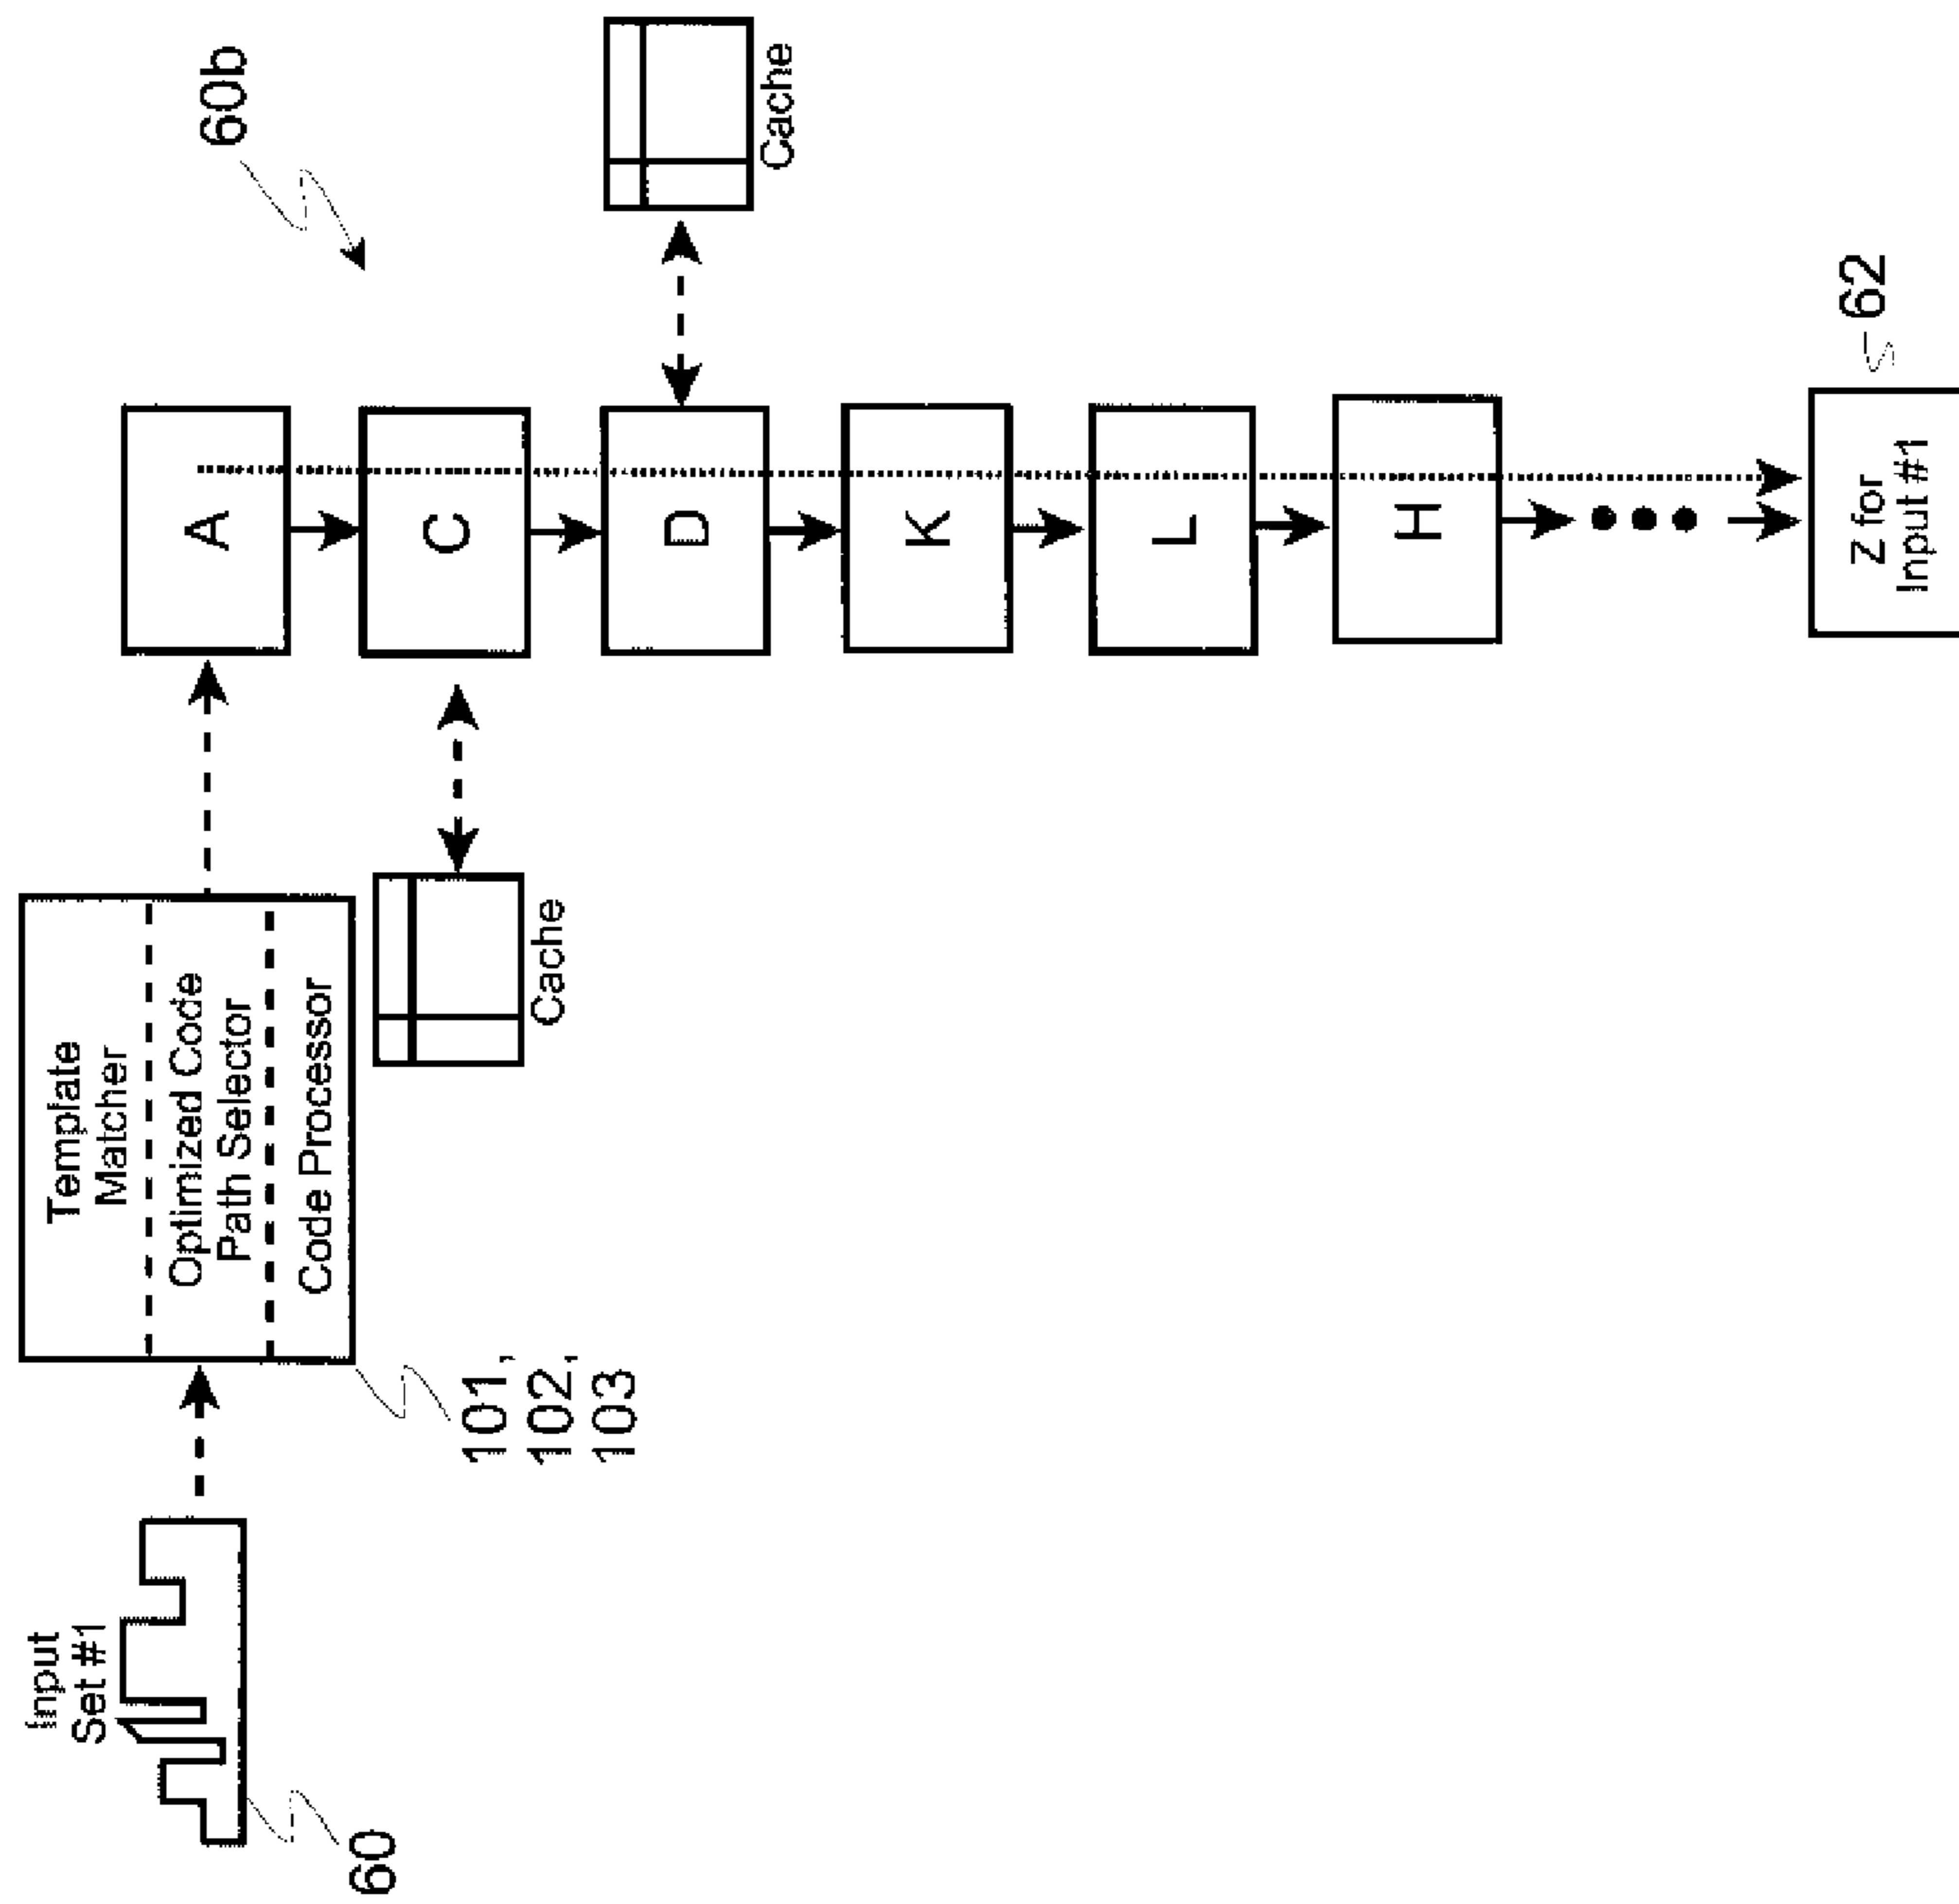 Input
Set #1
60
Template
Matcher
Optimized Code
Path Selector
Code Processor
101,
102,
103
Cache
60b
A
C
D
Cache
K
L
H
Z for
Input #1
62